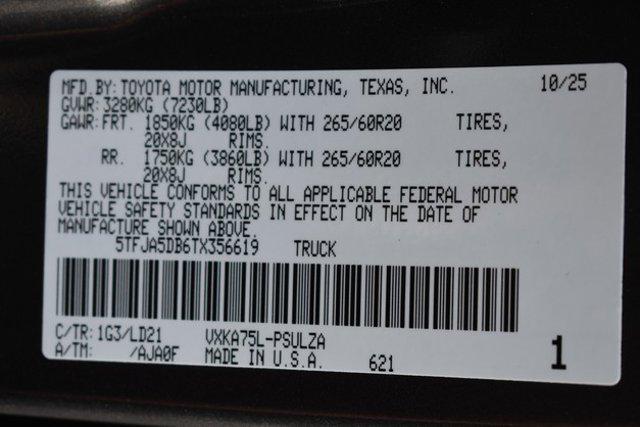 MFD.BY: TOYOTA MOTOR MANUFACTURING, TEXAS, INC. 10/25
GVWR: 3280KG (7230LB)
GAWR: FRT. 1850KG (4080LB) WITH 265/60R20 TIRES,
20X8J RIMS.
RR. 1750KG (3860LB) WITH 265/60R20 TIRES,
20X8J RIMS.
THIS VEHICLE CONFORMS TO ALL APPLICABLE FEDERAL MOTOR
VEHICLE SAFETY STANDARDS IN EFFECT ON THE DATE OF
MANUFACTURE SHOWN ABOVE.
5TFJA5DB6TX356619 TRUCK
C/TR: 1G3/LD21 VXKA75L-PSULZA
A/TM: /AJA0F MADE IN U.S.A. 621 1